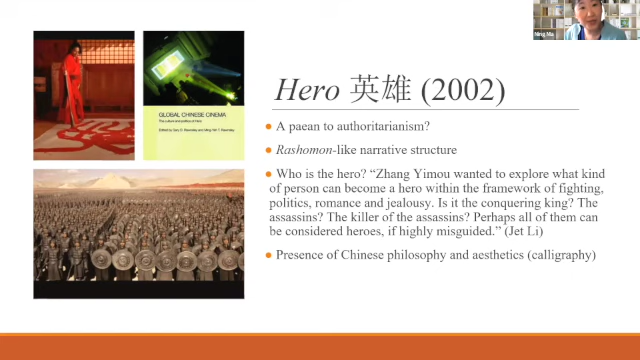 Ning Ma
GLOBAL CHINESE CINEMA
The culture and politics of Hero
Edited by Gary D. Rawnsley and Ming-Yeh T. Rawnsley
Hero 英雄 (2002)
A paean to authoritarianism?
Rashomon-like narrative structure
Who is the hero? “Zhang Yimou wanted to explore what kind
of person can become a hero within the framework of fighting,
politics, romance and jealousy. Is it the conquering king? The
assassins? The killer of the assassins? Perhaps all of them can
be considered heroes, if highly misguided.” (Jet Li)
Presence of Chinese philosophy and aesthetics (calligraphy)